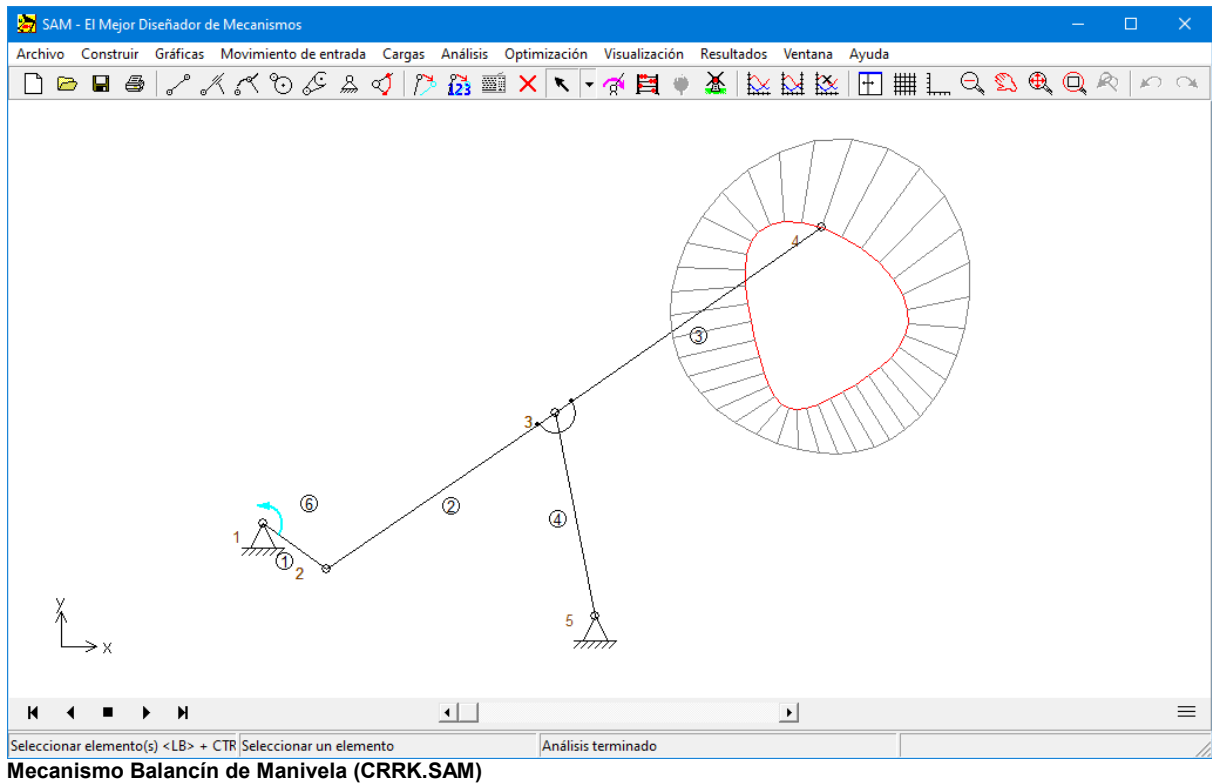 SAM - El Mejor Diseñador de Mecanismos
Archivo Construir Gráficas Movimiento de entrada Cargas Análisis Optimización Visualización Resultados Ventana Ayuda
123
4
3
3
6
2
4
1
1
2
5
y
x
Seleccionar elemento(s) <LB> + CTR Seleccionar un elemento Análisis terminado
Mecanismo Balancín de Manivela (CRRK.SAM)